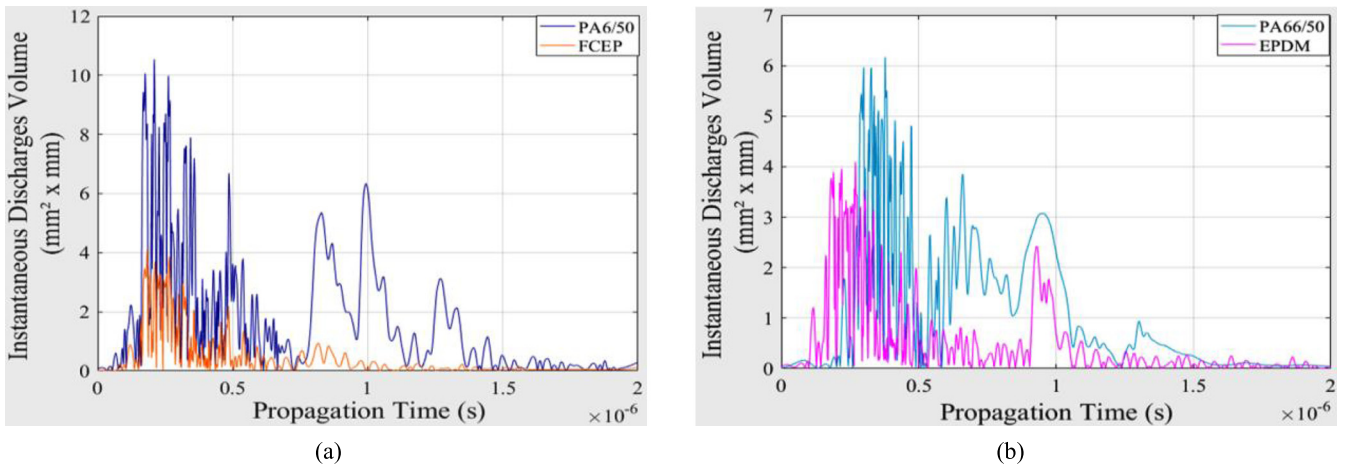 12
10
8
6
4
2
0
Instantaneous Discharges Volume
(mm² x mm)
PA6/50
FCEP
0
0.5
1
1.5
2
Propagation Time (s)
×10⁻⁶
(a)
7
6
5
4
3
2
1
0
Instantaneous Discharges Volume
(mm² x mm)
PA66/50
EPDM
0
0.5
1
1.5
2
Propagation Time (s)
×10⁻⁶
(b)